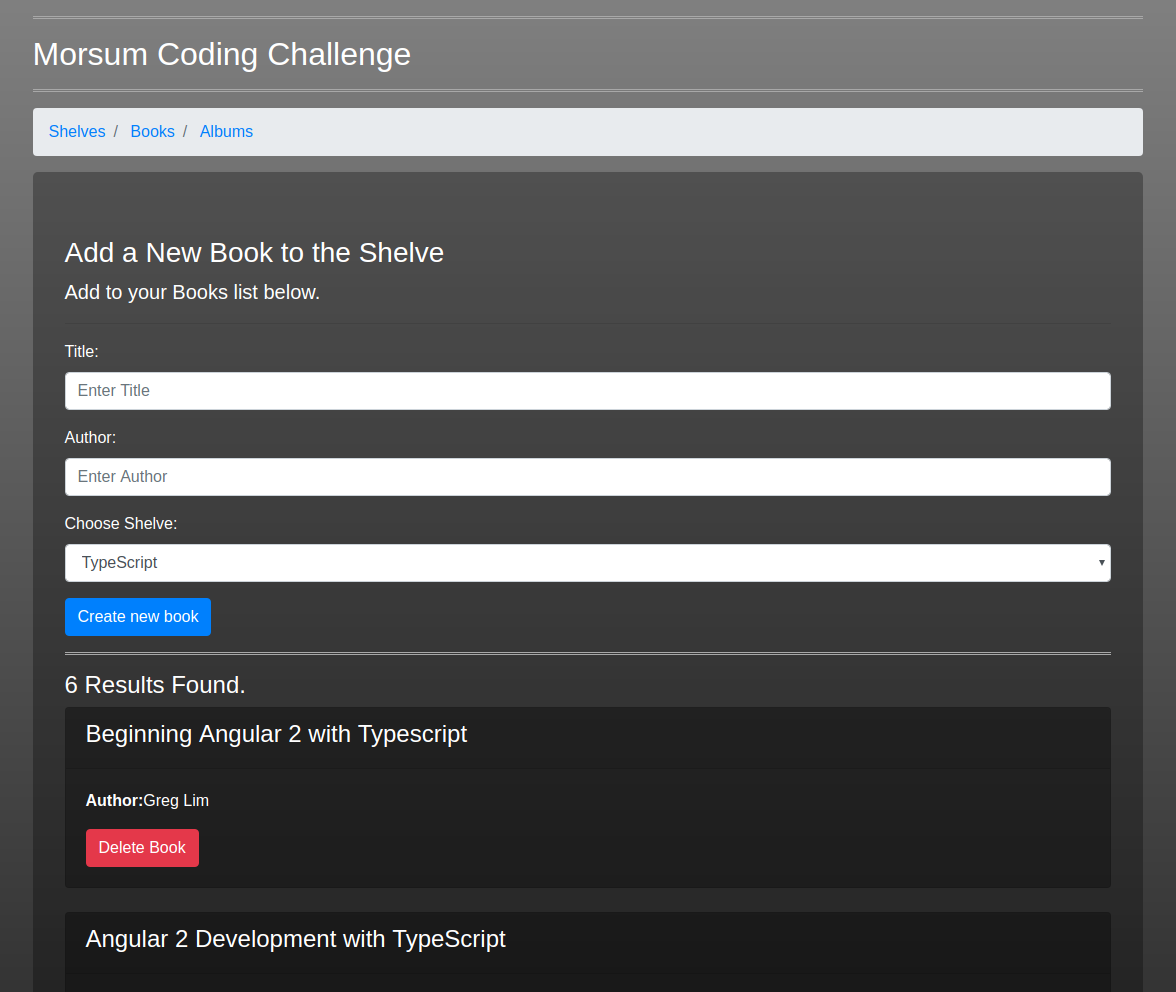 Morsum Coding Challenge
Shelves / Books / Albums
Add a New Book to the Shelve
Add to your Books list below.
Title:
Enter Title
Author:
Enter Author
Choose Shelve:
TypeScript
Create new book
6 Results Found.
Beginning Angular 2 with Typescript
Author:Greg Lim
Delete Book
Angular 2 Development with TypeScript